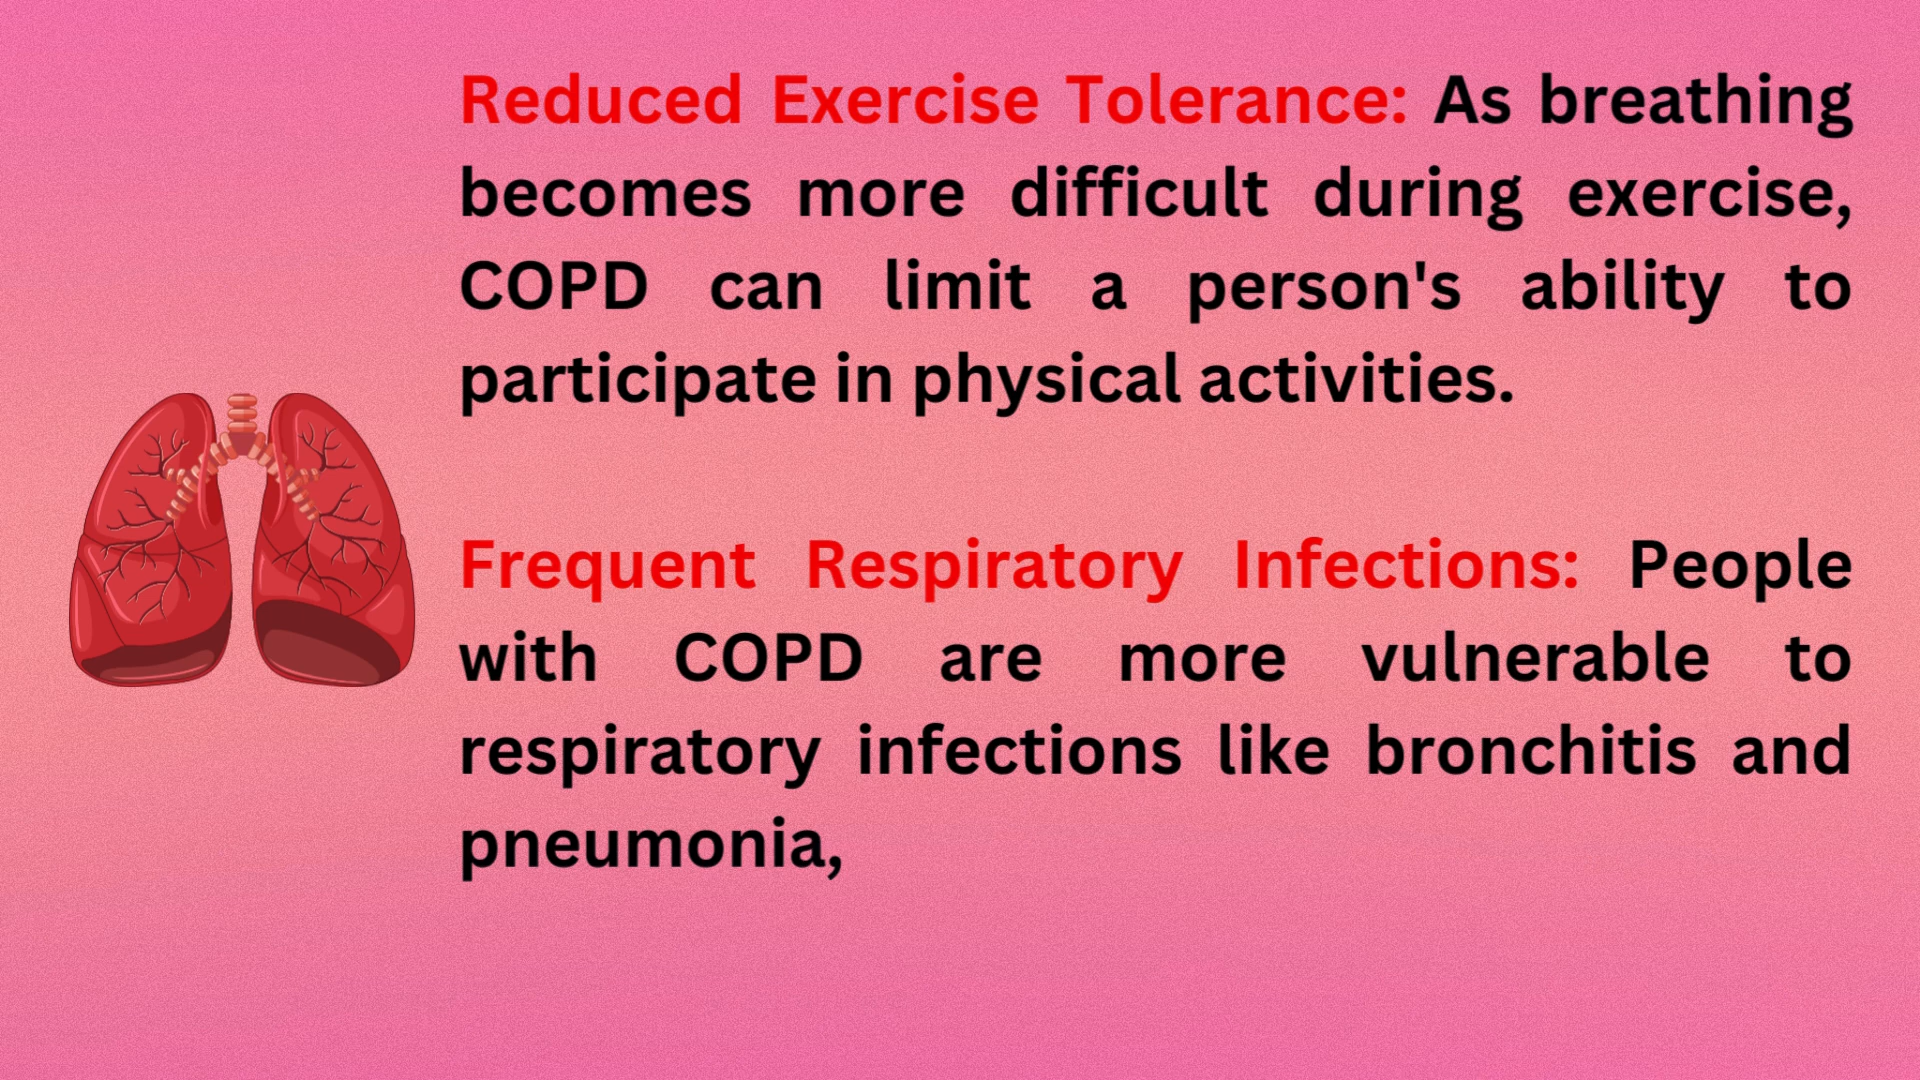 Reduced Exercise Tolerance: As breathing
becomes more difficult during exercise,
COPD can limit a person's ability to
participate in physical activities.
Frequent Respiratory Infections: People
with COPD are more vulnerable to
respiratory infections like bronchitis and
pneumonia,